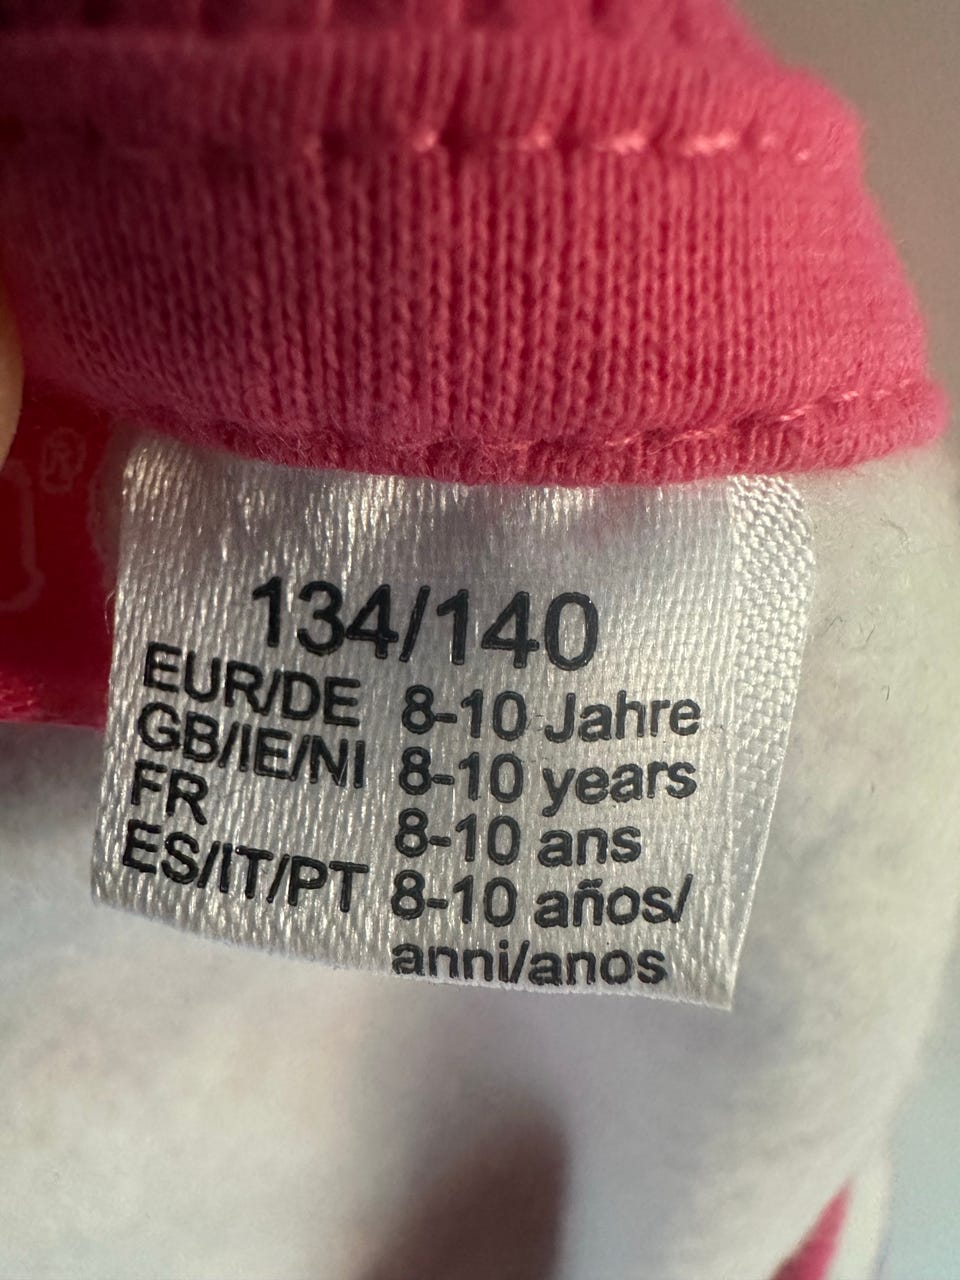 134/140
EUR/DE 8-10 Jahre
GB/IE/NI 8-10 years
FR 8-10 ans
ES/IT/PT 8-10 años/
anni/anos
®